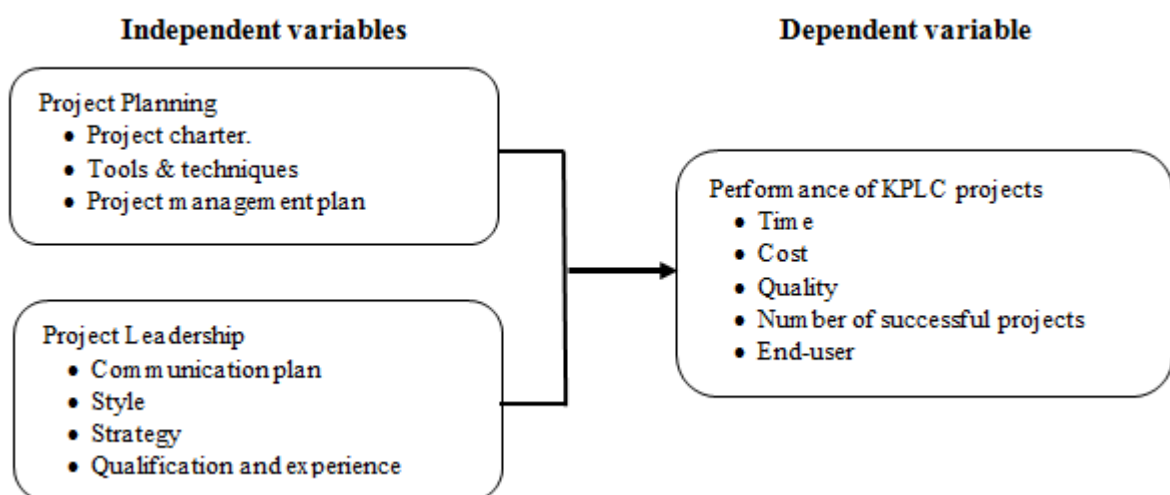 Independent variables
Project Planning
• Project charter.
• Tools & techniques
• Project management plan
Project Leadership
• Communication plan
• Style
• Strategy
• Qualification and experience
Dependent variable
Performance of KPLC projects
• Time
• Cost
• Quality
• Number of successful projects
• End-user